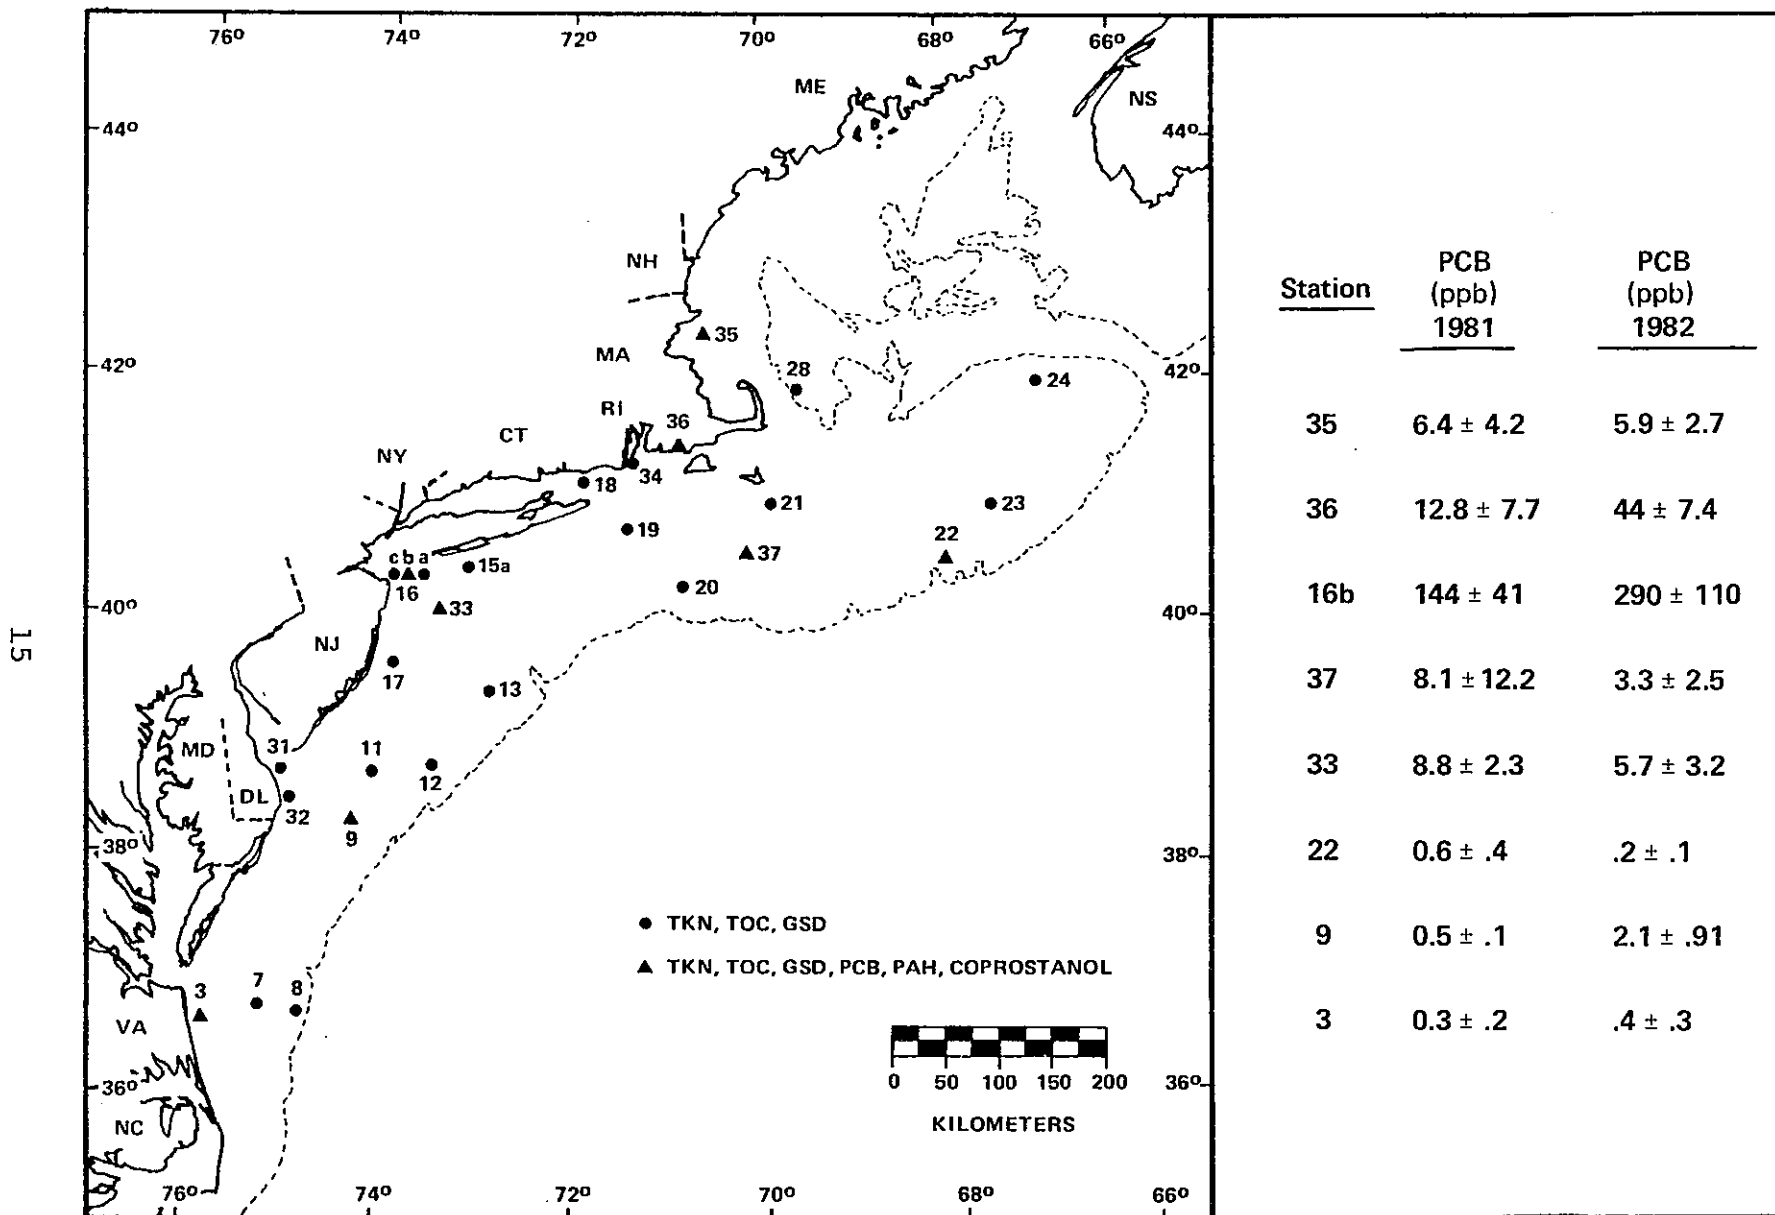 76° 74° 72° 70° 68° 66°
ME
NS
44° 44°
NH
35
MA
42° 42°
28
24
RI
36
CT
NY
34
18
21
23
19
22
c b a
15a
37
16
20
33
40° 40°
NJ
17
13
MD
31
11
12
DL
32
9
38° 38°
● TKN, TOC, GSD
▲ TKN, TOC, GSD, PCB, PAH, COPROSTANOL
3
7
8
VA
0 50 100 150 200
KILOMETERS
36° 36°
NC
76° 74° 72° 70° 68° 66°
15
Station PCB (ppb) 1981 PCB (ppb) 1982
35 6.4 ± 4.2 5.9 ± 2.7
36 12.8 ± 7.7 44 ± 7.4
16b 144 ± 41 290 ± 110
37 8.1 ± 12.2 3.3 ± 2.5
33 8.8 ± 2.3 5.7 ± 3.2
22 0.6 ± .4 .2 ± .1
9 0.5 ± .1 2.1 ± .91
3 0.3 ± .2 .4 ± .3